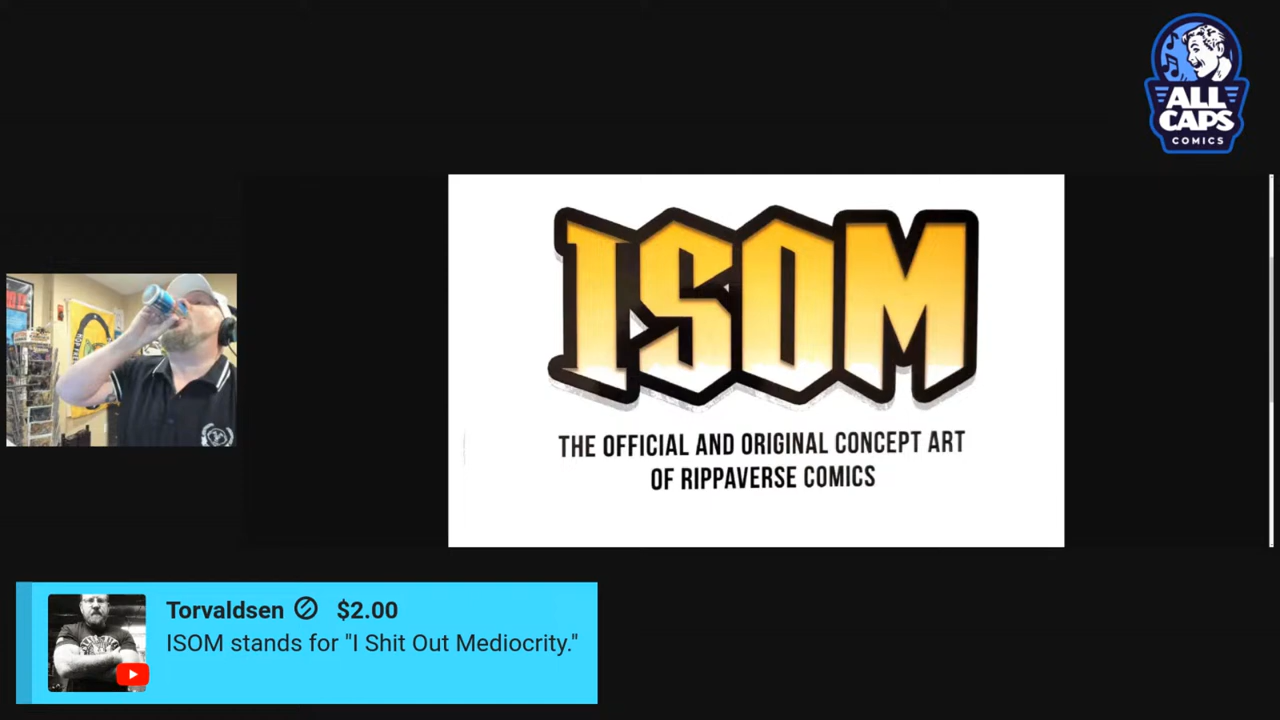 ALL
CAPS
COMICS
ISOM
THE OFFICIAL AND ORIGINAL CONCEPT ART
OF RIPPAVERSE COMICS
Torvaldsen $2.00
ISOM stands for "I Shit Out Mediocrity."